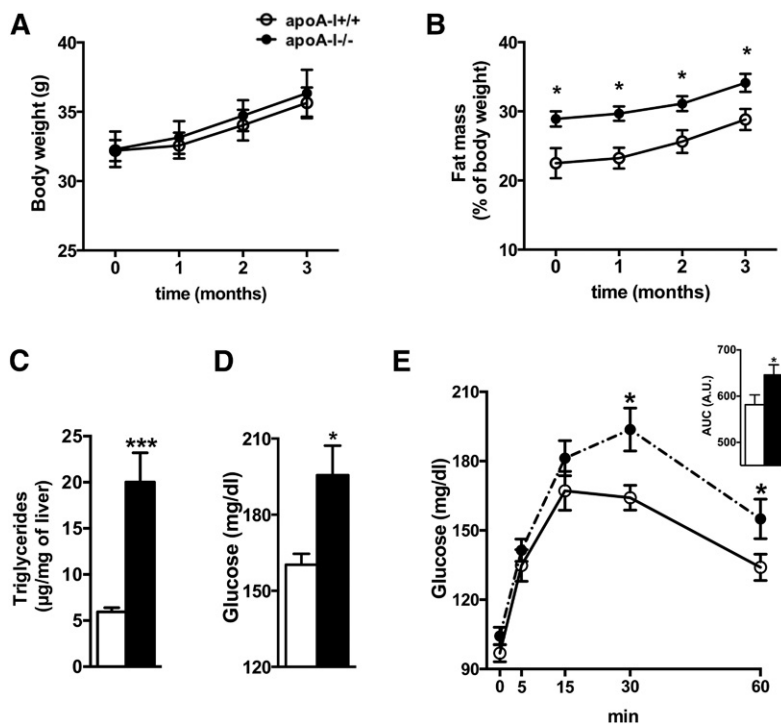 A
apoA-I+/+
apoA-I-/-
Body weight (g)
40
35
30
25
0 1 2 3
time (months)
B
* * * *
Fat mass
(% of body weight)
40
30
20
10
0 1 2 3
time (months)
C
***
Triglycerides
(µg/mg of liver)
25
20
15
10
5
0
D
*
Glucose (mg/dl)
210
180
150
120
E
Glucose (mg/dl)
210
180
150
120
90
* *
0 5 15 30 60
min
AUC (A.U.)
700
600
500
*